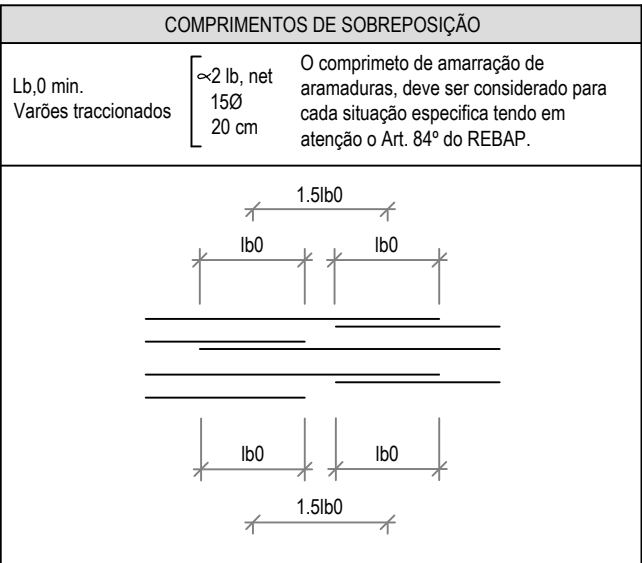 COMPRIMENTOS DE SOBREPOSIÇÃO
Lb,0 min.
Varões traccionados
∝2 lb, net
15Ø
20 cm
O comprimeto de amarração de
aramaduras, deve ser considerado para
cada situação especifica tendo em
atenção o Art. 84º do REBAP.
1.5lb0
lb0 lb0
lb0 lb0
1.5lb0